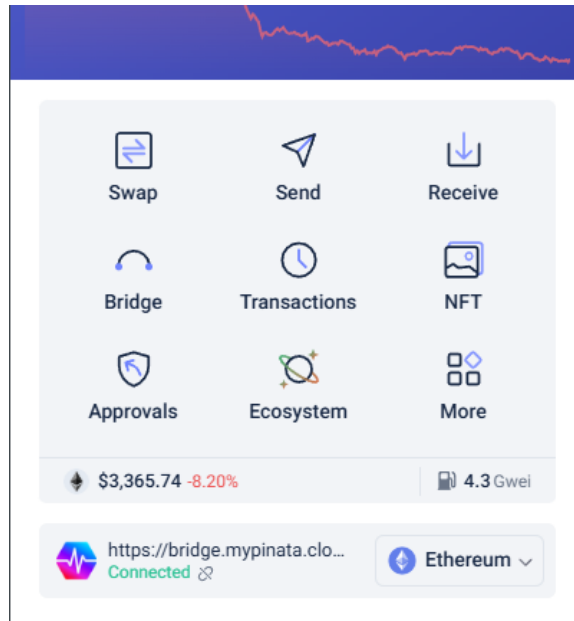 Swap Send Receive
Bridge Transactions NFT
Approvals Ecosystem More
$3,365.74 -8.20% 4.3 Gwei
https://bridge.mypinata.clo...
Connected
Ethereum